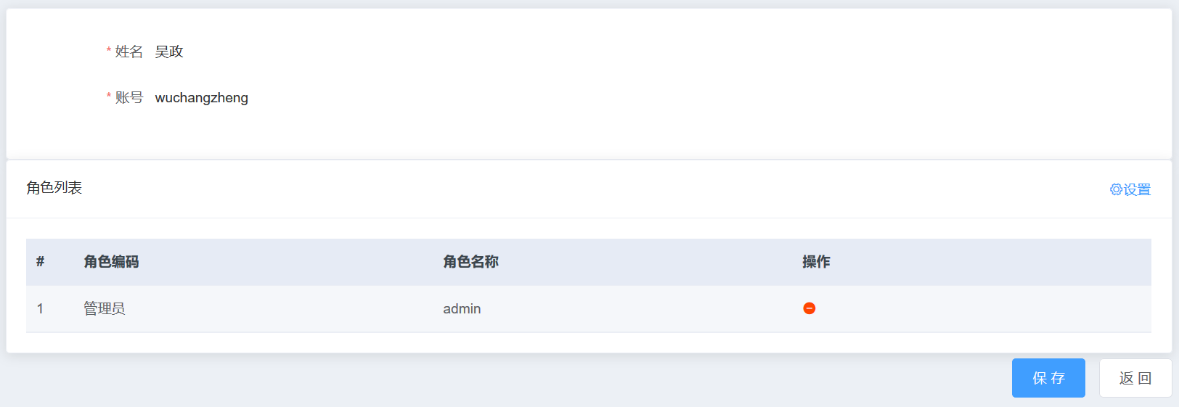 * 姓名 吴政
* 账号 wuchangzheng
角色列表 设置
# 角色编码 角色名称 操作
1 管理员 admin
保 存 返 回